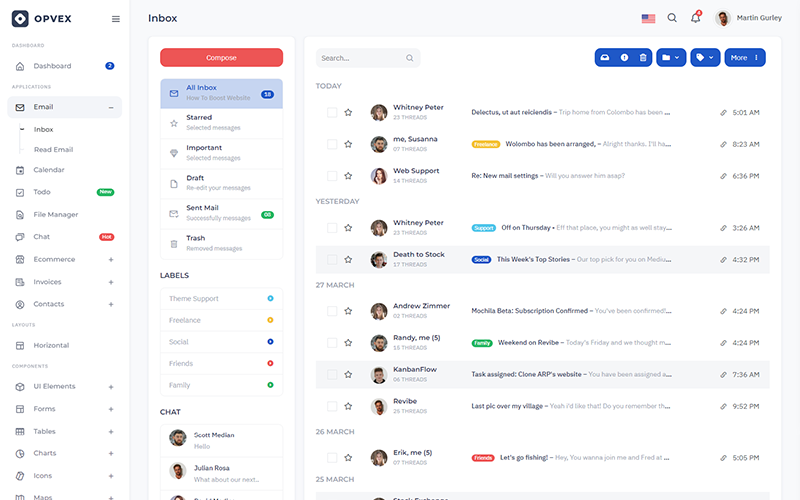 OPVEX
Inbox
4
Martin Gurley
DASHBOARD
Dashboard 2
APPLICATIONS
Email
Inbox
Read Email
Calendar
Todo New
File Manager
Chat Hot
Ecommerce
Invoices
Contacts
LAYOUTS
Horizontal
COMPONENTS
UI Elements
Forms
Tables
Charts
Icons
Maps
Compose
All Inbox
How To Boost Website 18
Starred
Selected messages
Important
Selected messages
Draft
Re-edit your messages
Sent Mail
Successfully messages 08
Trash
Removed messages
LABELS
Theme Support
Freelance
Social
Friends
Family
CHAT
Scott Median
Hello
Julian Rosa
What about our next..
Search...
More
TODAY
Whitney Peter
23 THREADS
Delectus, ut aut reiciendis – Trip home from Colombo has been ...
5:01 AM
me, Susanna
07 THREADS
Freelance Wolombo has been arranged, – Alright thanks, I'll ha...
8:23 AM
Web Support
14 THREADS
Re: New mail settings – Will you answer him asap?
6:36 PM
YESTERDAY
Whitney Peter
23 THREADS
Support Off on Thursday • Eff that place, you might as well stay...
3:26 AM
Death to Stock
17 THREADS
Social This Week's Top Stories – Our top pick for you on Mediu...
4:32 PM
27 MARCH
Andrew Zimmer
02 THREADS
Mochila Beta: Subscription Confirmed – You've been confirmed!...
4:24 PM
Randy, me (5)
15 THREADS
Family Weekend on Revibe – Today's Friday and we thought m...
4:24 PM
KanbanFlow
06 THREADS
Task assigned: Clone ARP's website – You have been assigned a...
7:36 AM
Revibe
25 THREADS
Last pic over my village – Yeah i'd like that! Do you remember th...
9:52 PM
26 MARCH
Erik, me (5)
17 THREADS
Friends Let's go fishing! – Hey, You wanna join me and Fred at ...
5:05 PM
25 MARCH
Stock Exchange